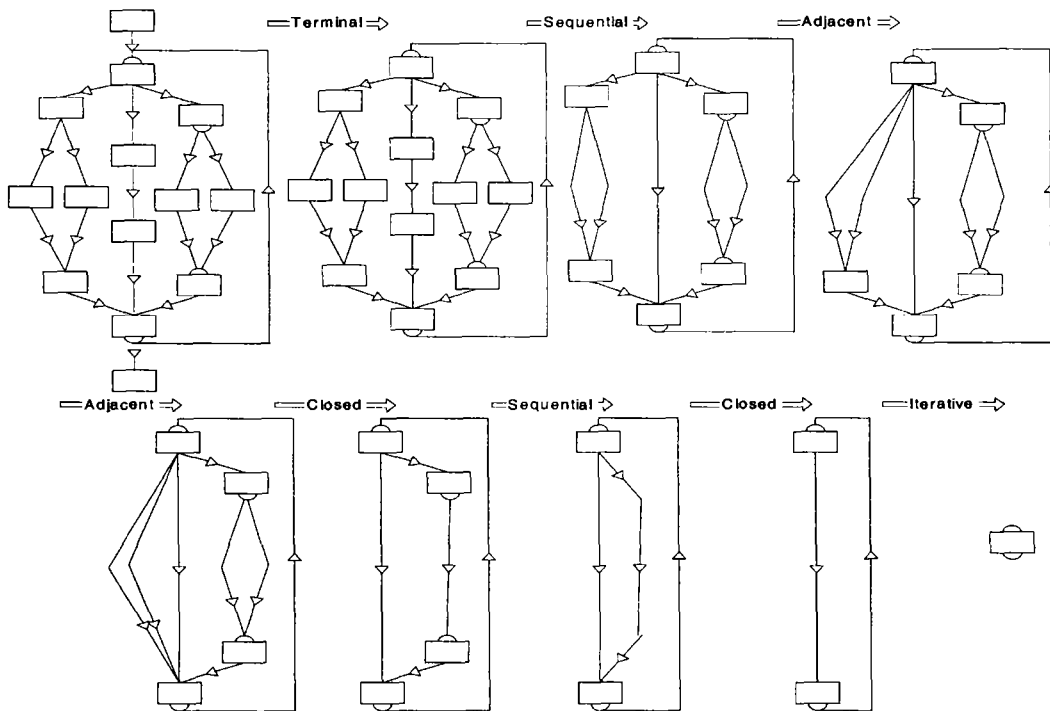 Terminal
Sequential
Adjacent
Adjacent
Closed
Sequential
Closed
Iterative